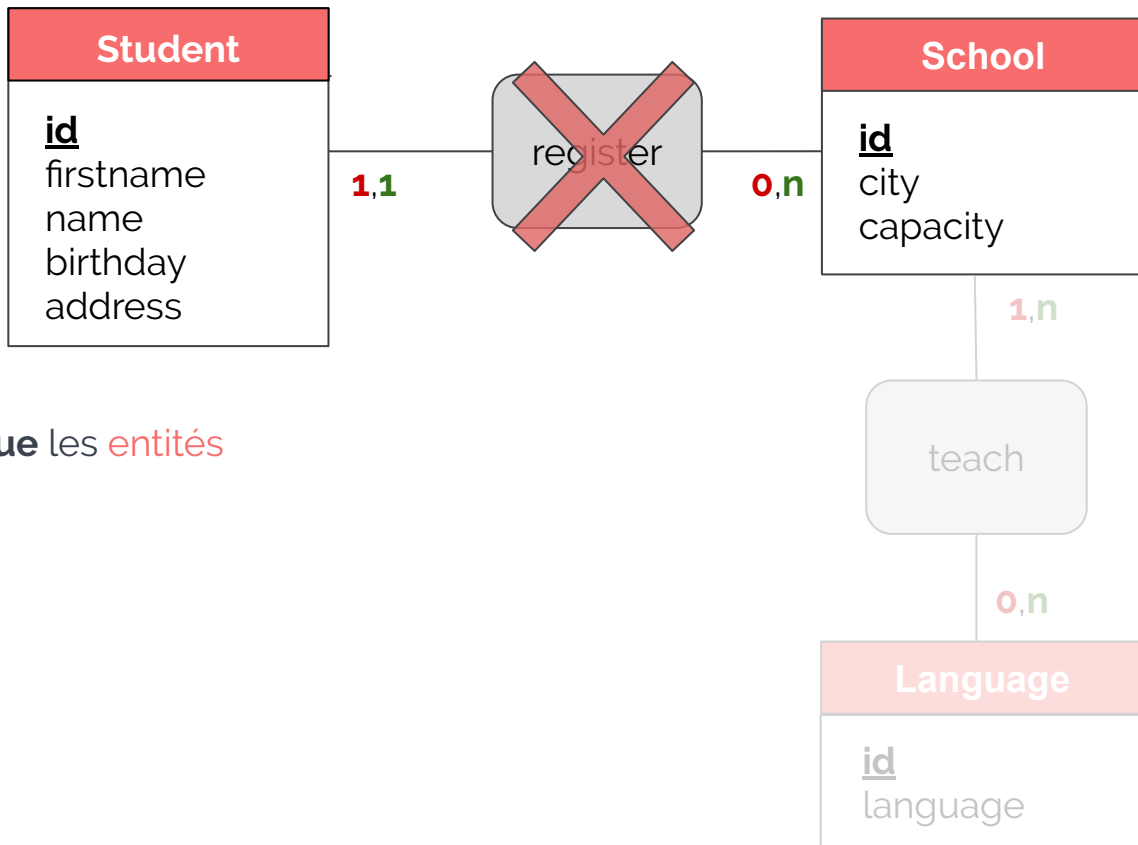 Student
id
firstname
name
birthday
address
1,1
register
0,n
School
id
city
capacity
1,n
ue les entités
teach
0,n
Language
id
language